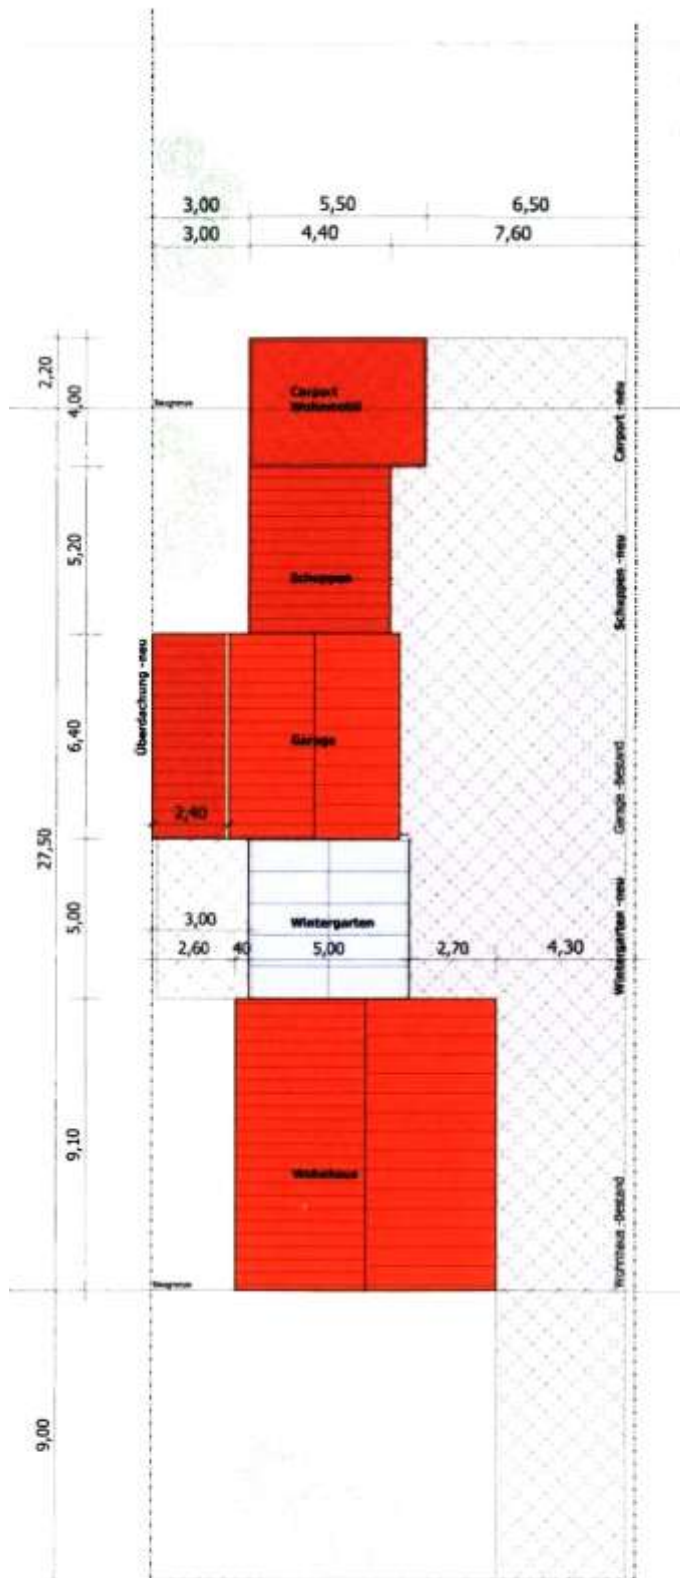 3,00 5,50 6,50
3,00 4,40 7,60
2,20
4,00
5,20
6,40
27,50
5,00
9,10
9,00
Baugrenze
Carport
Wohnmobil
Carport -neu
Schuppen
Schuppen -neu
Überdachung -neu
Garage
Garage -Bestand
2,40
3,00
Wintergarten
Wintergarten -neu
2,60 40 5,00 2,70 4,30
Wohnhaus
Wohnhaus -Bestand
Baugrenze